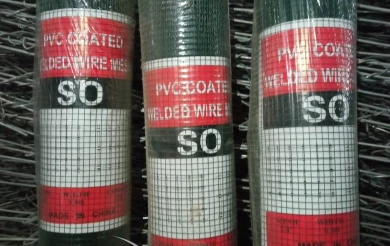 PVC COATED
ELDED WIRE MES
SO
MADE IN CHINA
PVC COATE
WELDED WIRE M
SO
PVC COATE
WELDED WIRE M
SO